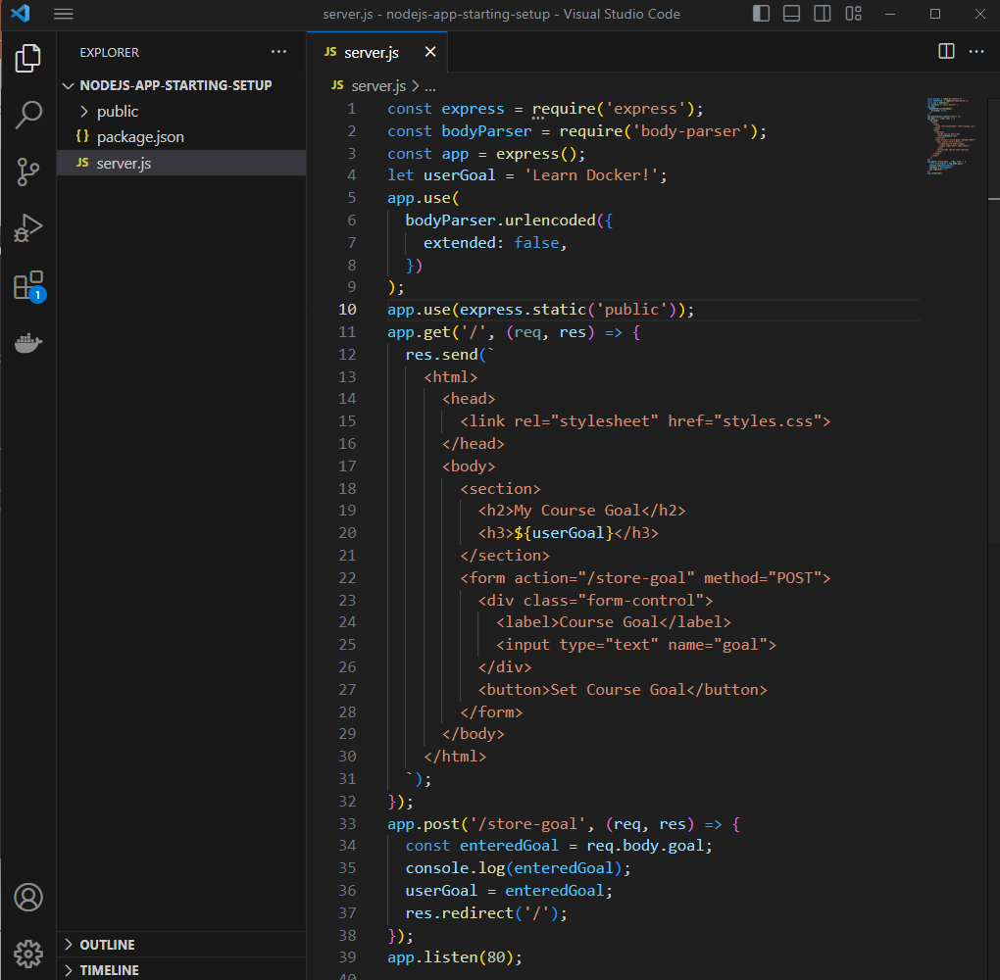 server.js - nodejs-app-starting-setup - Visual Studio Code
EXPLORER
NODEJS-APP-STARTING-SETUP
public
{} package.json
JS server.js
1
OUTLINE
TIMELINE
JS server.js
JS server.js > ...
1 const express = require('express');
2 const bodyParser = require('body-parser');
3 const app = express();
4 let userGoal = 'Learn Docker!';
5 app.use(
6   bodyParser.urlencoded({
7     extended: false,
8   })
9 );
10 app.use(express.static('public'));
11 app.get('/', (req, res) => {
12   res.send(`
13     <html>
14       <head>
15         <link rel="stylesheet" href="styles.css">
16       </head>
17       <body>
18         <section>
19           <h2>My Course Goal</h2>
20           <h3>${userGoal}</h3>
21         </section>
22         <form action="/store-goal" method="POST">
23           <div class="form-control">
24             <label>Course Goal</label>
25             <input type="text" name="goal">
26           </div>
27           <button>Set Course Goal</button>
28         </form>
29       </body>
30     </html>
31   `);
32 });
33 app.post('/store-goal', (req, res) => {
34   const enteredGoal = req.body.goal;
35   console.log(enteredGoal);
36   userGoal = enteredGoal;
37   res.redirect('/');
38 });
39 app.listen(80);
40